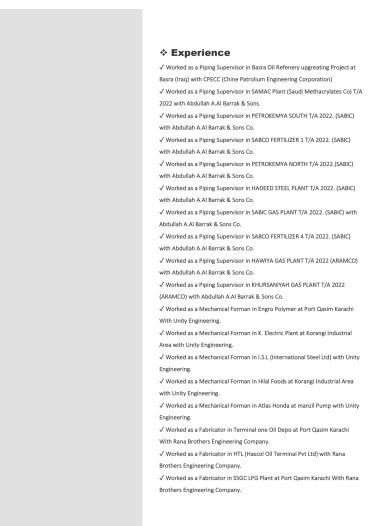 ❖ Experience
✓ Worked as a Piping Supervisor in Basra Oil Refenery upgreating Project at
Basra (Iraq) with CPECC (Chine Patrolium Engineering Corporation)
✓ Worked as a Piping Supervisor in SAMAC Plant (Saudi Methacrylates Co) T/A
2022 with Abdullah A.Al Barrak & Sons.
✓ Worked as a Piping Supervisor in PETROKEMYA SOUTH T/A 2022. (SABIC)
with Abdullah A.Al Barrak & Sons Co.
✓ Worked as a Piping Supervisor in SABCO FERTILIZER 1 T/A 2022. (SABIC)
with Abdullah A.Al Barrak & Sons Co.
✓ Worked as a Piping Supervisor in PETROKEMYA NORTH T/A 2022.(SABIC)
with Abdullah A.Al Barrak & Sons Co.
✓ Worked as a Piping Supervisor in HADEED STEEL PLANT T/A 2022. (SABIC)
with Abdullah A.Al Barrak & Sons Co.
✓ Worked as a Piping Supervisor in SABIC GAS PLANT T/A 2022. (SABIC) with
Abdullah A.Al Barrak & Sons Co.
✓ Worked as a Piping Supervisor in SABCO FERTILIZER 4 T/A 2022. (SABIC)
with Abdullah A.Al Barrak & Sons Co.
✓ Worked as a Piping Supervisor in HAWIYA GAS PLANT T/A 2022 (ARAMCO)
with Abdullah A.Al Barrak & Sons Co.
✓ Worked as a Piping Supervisor in KHURSANIYAH GAS PLANT T/A 2022
(ARAMCO) with Abdullah A.Al Barrak & Sons Co.
✓ Worked as a Mechanical Forman in Engro Polymer at Port Qasim Karachi
With Unity Engineering.
✓ Worked as a Mechanical Forman in K. Electric Plant at Korangi Industrial
Area with Unity Engineering.
✓ Worked as a Mechanical Forman in I.S.L (International Steel Ltd) with Unity
Engineering.
✓ Worked as a Mechanical Forman in Hilal Foods at Korangi Industrial Area
with Unity Engineering.
✓ Worked as a Mechanical Forman in Atlas Honda at manzil Pump with Unity
Engineering.
✓ Worked as a Fabricator in Terminal one Oil Depo at Port Qasim Karachi
With Rana Brothers Engineering Company.
✓ Worked as a Fabricator in HTL (Hascol Oil Terminal Pvt Ltd) with Rana
Brothers Engineering Company.
✓ Worked as a Fabricator in SSGC LPG Plant at Port Qasim Karachi With Rana
Brothers Engineering Company.